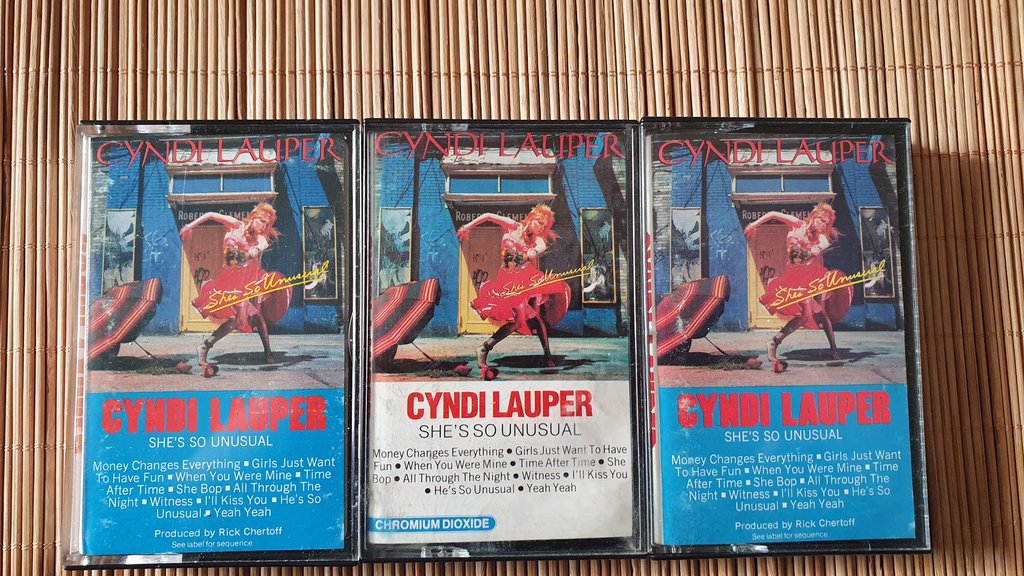 CYNDI LAUPER
She's So Unusual
CYNDI LAUPER
SHE'S SO UNUSUAL
Money Changes Everything ■ Girls Just Want
To Have Fun ■ When You Were Mine ■ Time
After Time ■ She Bop ■ All Through The
Night ■ Witness ■ I'll Kiss You ■ He's So
Unusual ■ Yeah Yeah
Produced by Rick Chertoff
See label for sequence
CYNDI LAUPER
She's So Unusual
CYNDI LAUPER
SHE'S SO UNUSUAL
Money Changes Everything ● Girls Just Want To Have
Fun ● When You Were Mine ● Time After Time ● She
Bop ● All Through The Night ● Witness ● I'll Kiss You
● He's So Unusual ● Yeah Yeah
CHROMIUM DIOXIDE
CYNDI LAUPER
She's So Unusual
CYNDI LAUPER
SHE'S SO UNUSUAL
Money Changes Everything ■ Girls Just Want
To Have Fun ■ When You Were Mine ■ Time
After Time ■ She Bop ■ All Through The
Night ■ Witness ■ I'll Kiss You ■ He's So
Unusual ■ Yeah Yeah
Produced by Rick Chertoff
See label for sequence